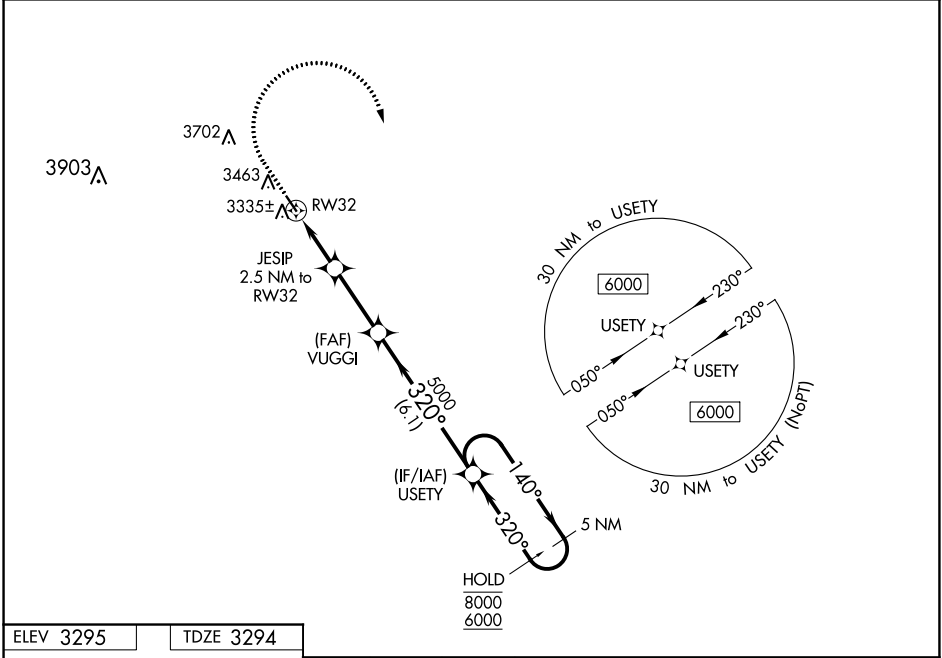 3702
3903
3463
3335±
RW32
JESIP
2.5 NM to
RW32
(FAF)
VUGGI
5000
320°
(6.1)
(IF/IAF)
USETY
140°
320°
5 NM
HOLD
8000
6000
30 NM to USETY
6000
230°
USETY
050°
230°
USETY
050°
6000
30 NM to USETY (NoPT)
ELEV 3295
TDZE 3294